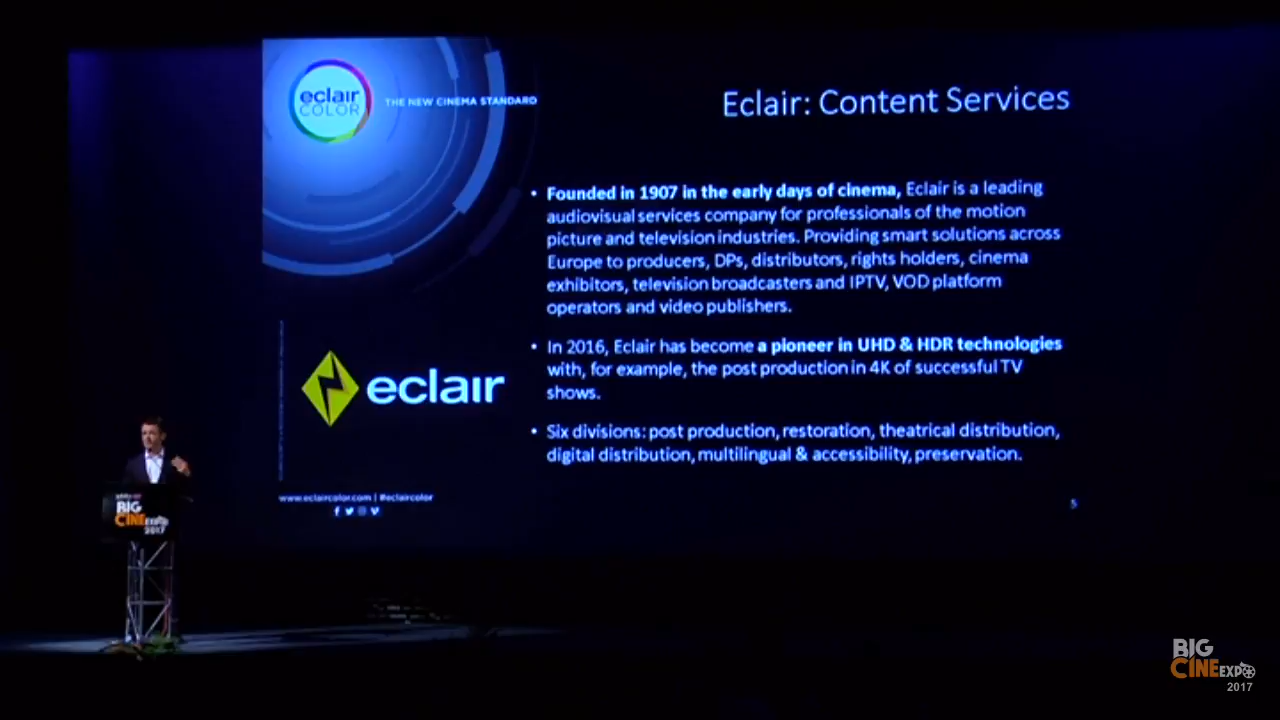 eclair
COLOR
THE NEW CINEMA STANDARD
Eclair: Content Services
• Founded in 1907 in the early days of cinema, Eclair is a leading
audiovisual services company for professionals of the motion
picture and television industries. Providing smart solutions across
Europe to producers, DPs, distributors, rights holders, cinema
exhibitors, television broadcasters and IPTV, VOD platform
operators and video publishers.
• In 2016, Eclair has become a pioneer in UHD & HDR technologies
with, for example, the post production in 4K of successful TV
shows.
• Six divisions: post production, restoration, theatrical distribution,
digital distribution, multilingual & accessibility, preservation.
eclair
www.eclaircolor.com | #eclaircolor
5
BIG
CINE EXPO
2017
BIG
CINE EXPO
2017